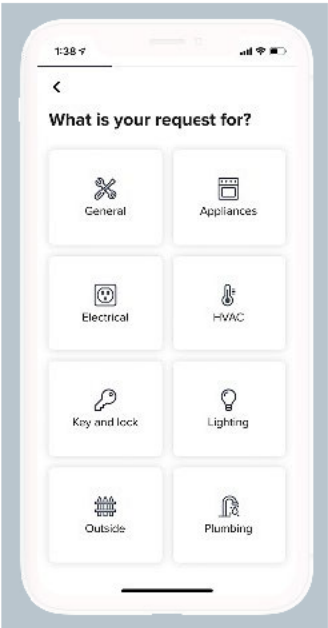 1:38
What is your request for?
General
Appliances
Electrical
HVAC
Key and lock
Lighting
Outside
Plumbing